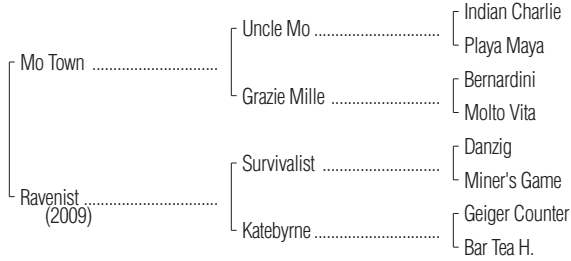 Indian Charlie
Uncle Mo ..............................
Playa Maya
Mo Town ..............................
Bernardini
Grazie Mille ..........................
Molto Vita
Danzig
Survivalist ............................
Miner's Game
Ravenist ................................
(2009)
Geiger Counter
Katebyrne ..............................
Bar Tea H.